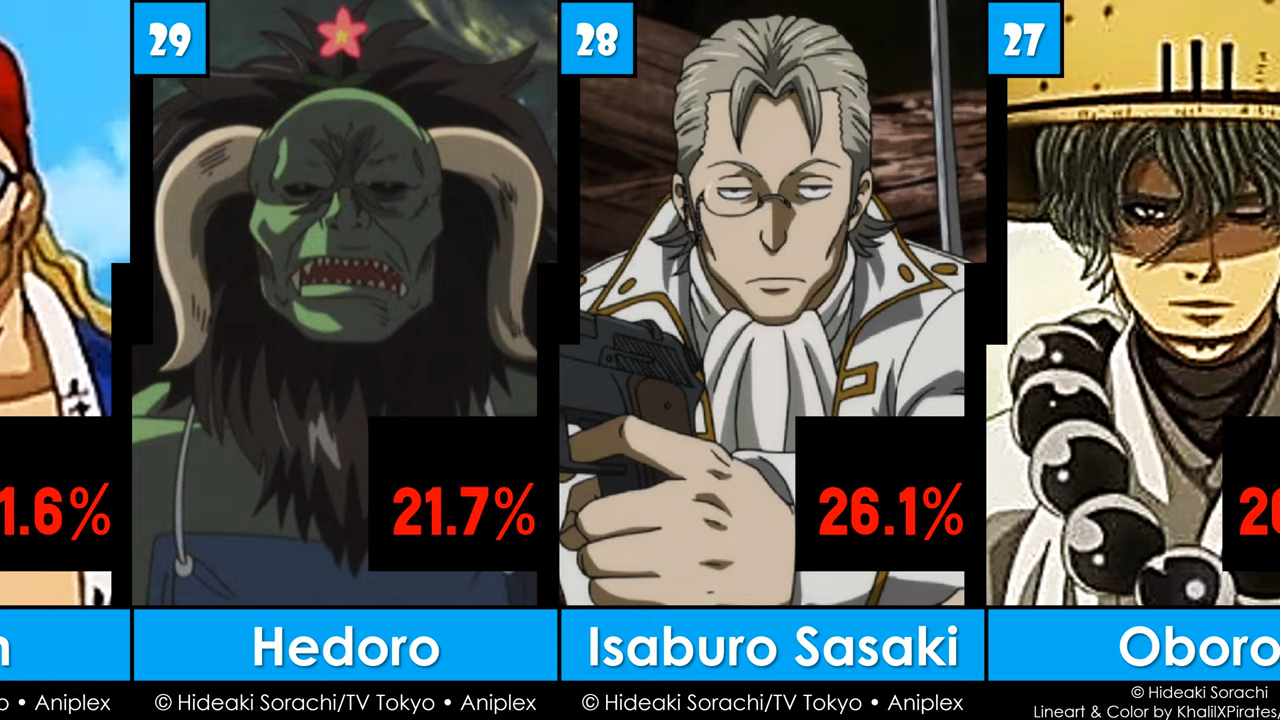 29
28
27
1.6%
21.7%
26.1%
Hedoro
Isaburo Sasaki
Oboro
• Aniplex
© Hideaki Sorachi/TV Tokyo • Aniplex
© Hideaki Sorachi/TV Tokyo • Aniplex
© Hideaki Sorachi
Lineart & Color by KhalilXPirates/